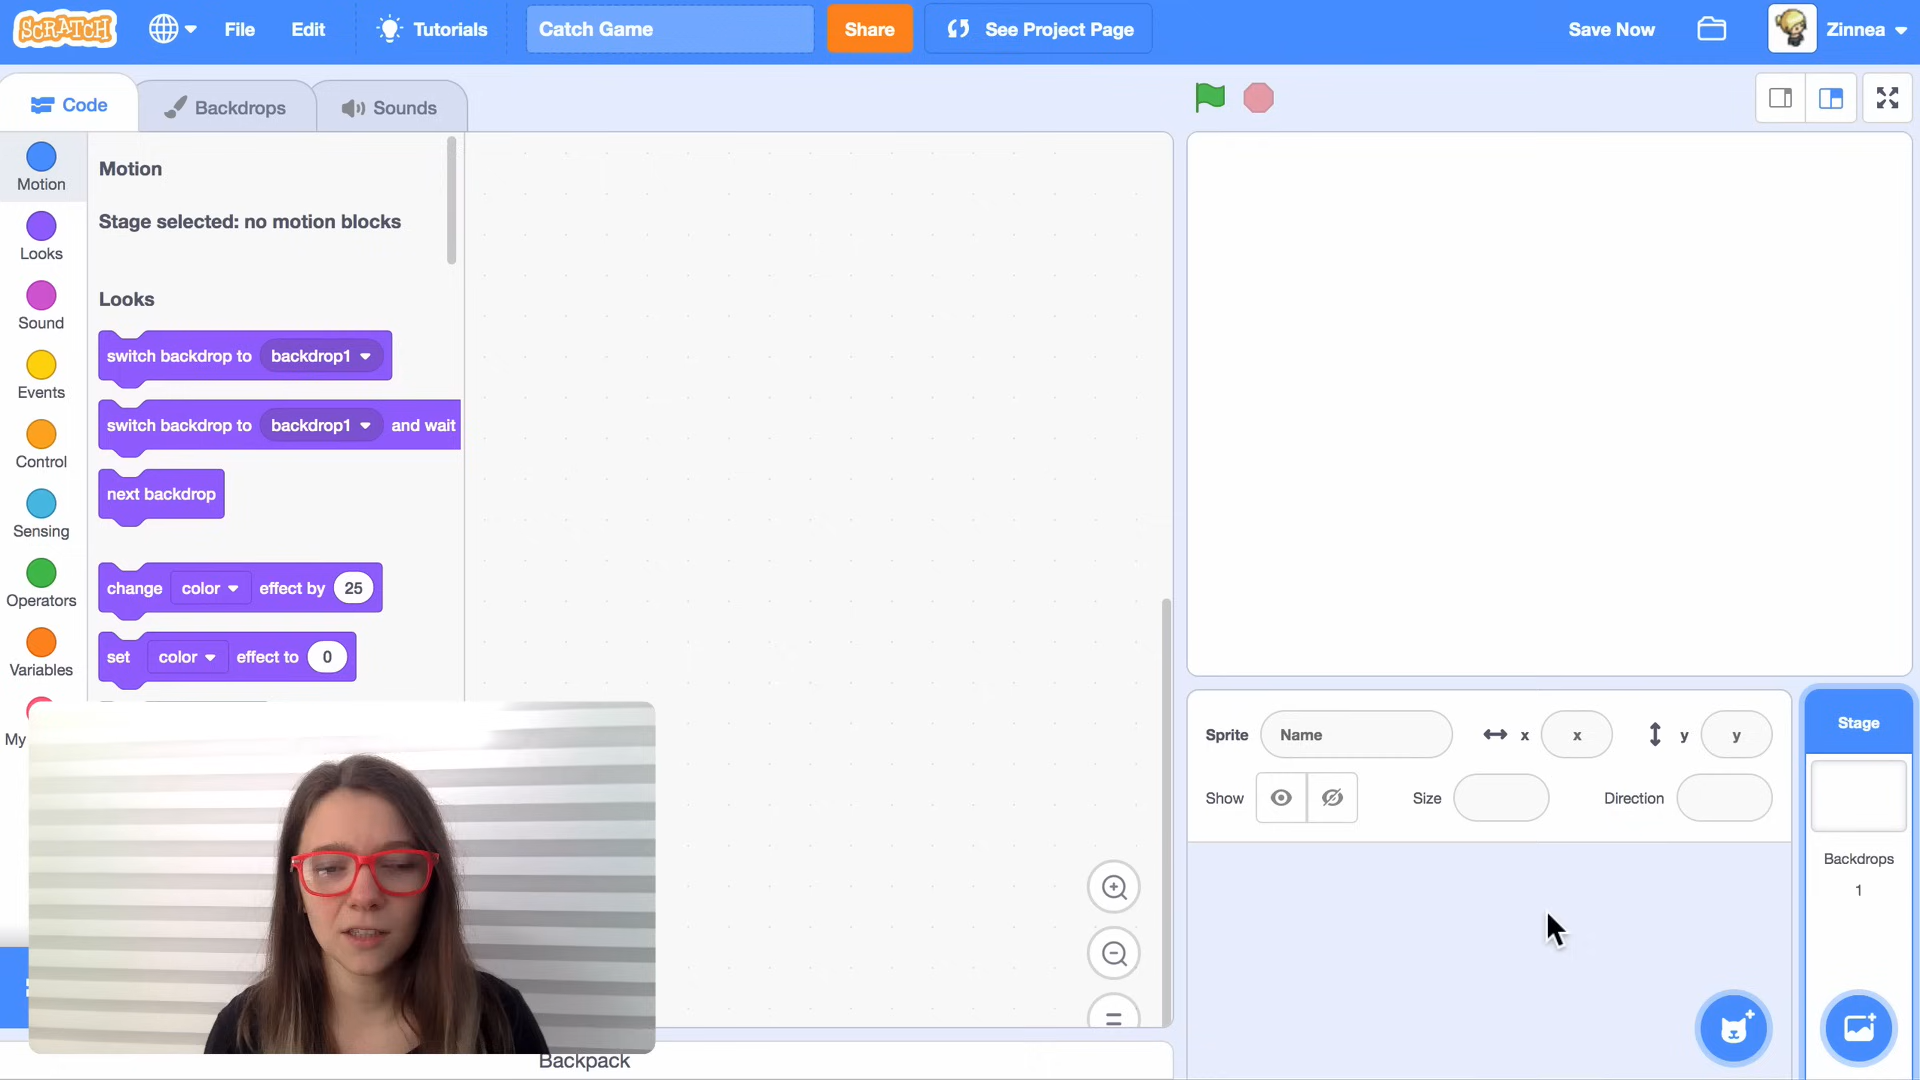 SCRATCH
File
Edit
Tutorials
Catch Game
Share
See Project Page
Save Now
Zinnea
Code
Backdrops
Sounds
Motion
Looks
Sound
Events
Control
Sensing
Operators
Variables
My
Motion
Stage selected: no motion blocks
Looks
switch backdrop to backdrop1
switch backdrop to backdrop1 and wait
next backdrop
change color effect by 25
set color effect to 0
Backpack
Sprite Name x x y y
Show Size Direction
Stage
Backdrops
1